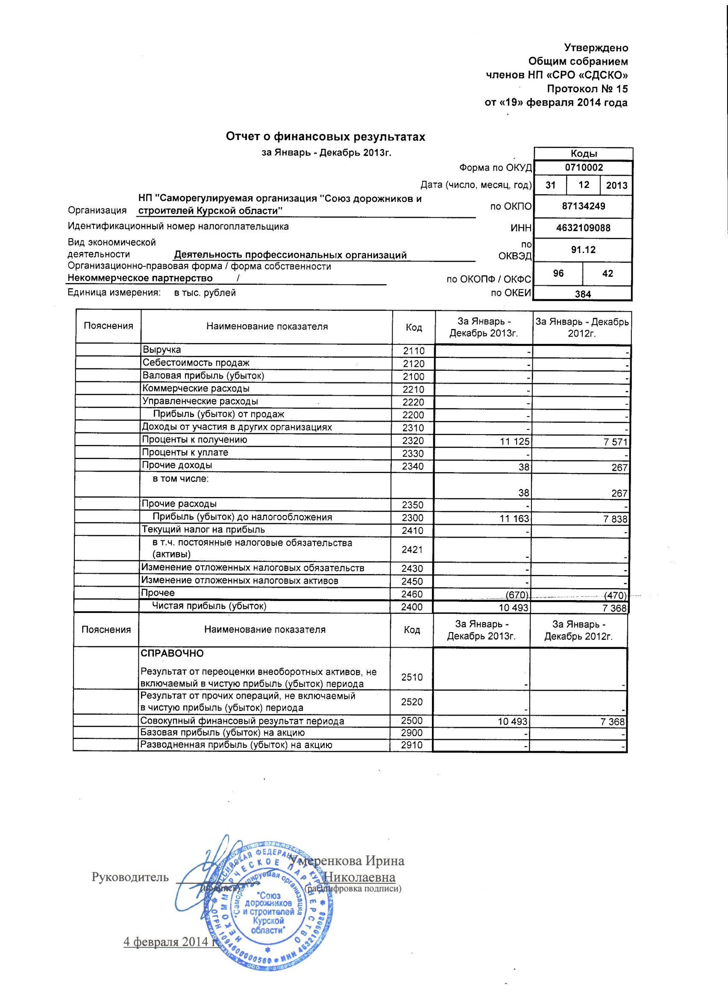 Утверждено
Общим собранием
членов НП «СРО «СДСКО»
Протокол № 15
от «19» февраля 2014 года
Отчет о финансовых результатах
за Январь - Декабрь 2013г.
Коды
Форма по ОКУД 0710002
Дата (число, месяц, год) 31 12 2013
НП "Саморегулируемая организация "Союз дорожников и
Организация строителей Курской области" по ОКПО 87134249
Идентификационный номер налогоплательщика ИНН 4632109088
Вид экономической по
деятельности Деятельность профессиональных организаций ОКВЭД 91.12
Организационно-правовая форма / форма собственности
Некоммерческое партнерство / по ОКОПФ / ОКФС 96 42
Единица измерения: в тыс. рублей по ОКЕИ 384
Пояснения Наименование показателя Код За Январь - Декабрь 2013г. За Январь - Декабрь 2012г.
Выручка 2110 - -
Себестоимость продаж 2120 - -
Валовая прибыль (убыток) 2100 - -
Коммерческие расходы 2210 - -
Управленческие расходы 2220 - -
Прибыль (убыток) от продаж 2200 - -
Доходы от участия в других организациях 2310 - -
Проценты к получению 2320 11 125 7 571
Проценты к уплате 2330 - -
Прочие доходы 2340 38 267
в том числе:
38 267
Прочие расходы 2350 - -
Прибыль (убыток) до налогообложения 2300 11 163 7 838
Текущий налог на прибыль 2410 - -
в т.ч. постоянные налоговые обязательства
(активы) 2421 - -
Изменение отложенных налоговых обязательств 2430 - -
Изменение отложенных налоговых активов 2450 - -
Прочее 2460 (670) (470)
Чистая прибыль (убыток) 2400 10 493 7 368
Пояснения Наименование показателя Код За Январь - Декабрь 2013г. За Январь - Декабрь 2012г.
СПРАВОЧНО
Результат от переоценки внеоборотных активов, не
включаемый в чистую прибыль (убыток) периода 2510 - -
Результат от прочих операций, не включаемый
в чистую прибыль (убыток) периода 2520 - -
Совокупный финансовый результат периода 2500 10 493 7 368
Базовая прибыль (убыток) на акцию 2900 - -
Разводненная прибыль (убыток) на акцию 2910 - -
Умеренкова Ирина
Руководитель Николаевна
(подпись) (расшифровка подписи)
РОССИЙСКАЯ ФЕДЕРАЦИЯ Г. КУРСК * ИНН 4632109088 * ОГРН 1094600000560 *
НЕКОММЕРЧЕСКОЕ ПАРТНЕРСТВО *
"Саморегулируемая организация
"Союз
дорожников
и строителей
Курской
области"
4 февраля 2014 г.